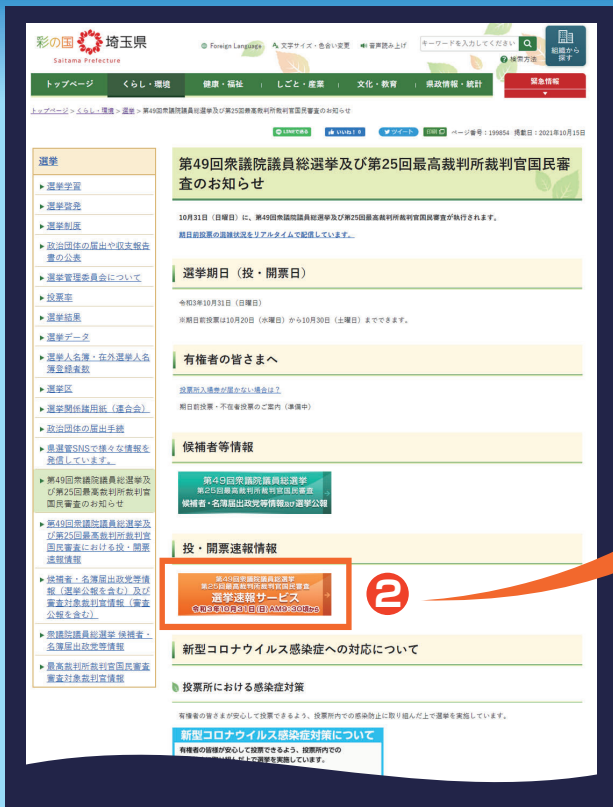 彩の国 埼玉県
Saitama Prefecture
Foreign Language
文字サイズ・色合い変更
音声読み上げ
キーワードを入力してください
検索方法
組織から
探す
トップページ
くらし・環境
健康・福祉
しごと・産業
文化・教育
県政情報・統計
緊急情報
トップページ > くらし・環境 > 選挙 > 第49回衆議院議員総選挙及び第25回最高裁判所裁判官国民審査のお知らせ
LINEで送る
いいね! 0
ツイート
印刷
ページ番号:199854 掲載日:2021年10月15日
選挙
選挙学習
選挙啓発
選挙制度
政治団体の届出や収支報告
書の公表
選挙管理委員会について
投票率
選挙結果
選挙データ
選挙人名簿・在外選挙人名
簿登録者数
選挙区
選挙関係諸用紙(連合会)
政治団体の届出手続
県選管SNSで様々な情報を
発信しています。
第49回衆議院議員総選挙及
び第25回最高裁判所裁判官
国民審査のお知らせ
第49回衆議院議員総選挙及
び第25回最高裁判所裁判官
国民審査における投・開票
速報情報
候補者・名簿届出政党等情
報(選挙公報を含む)及び
審査対象裁判官情報(審査
公報を含む)
衆議院議員総選挙 候補者・
名簿届出政党等情報
最高裁判所裁判官国民審査
審査対象裁判官情報
第49回衆議院議員総選挙及び第25回最高裁判所裁判官国民審
査のお知らせ
10月31日(日曜日)に、第49回衆議院議員総選挙及び第25回最高裁判所裁判官国民審査が執行されます。
期日前投票の混雑状況をリアルタイムで配信しています。
選挙期日(投・開票日)
令和3年10月31日(日曜日)
※期日前投票は10月20日(水曜日)から10月30日(土曜日)までできます。
有権者の皆さまへ
投票所入場券が届かない場合は?
期日前投票・不在者投票のご案内(準備中)
候補者等情報
第49回衆議院議員総選挙
第25回最高裁判所裁判官国民審査
候補者・名簿届出政党等情報及び選挙公報
投・開票速報情報
第49回衆議院議員総選挙
第25回最高裁判所裁判官国民審査
選挙速報サービス
令和3年10月31日(日)AM9:30頃から
2
新型コロナウイルス感染症への対応について
投票所における感染症対策
有権者の皆さまが安心して投票できるよう、投票所内での感染防止に取り組んだ上で選挙を実施しています。
新型コロナウイルス感染症対策について
有権者の皆様が安心して投票できるよう、投票所内での
組んだ上で選挙を実施しています。